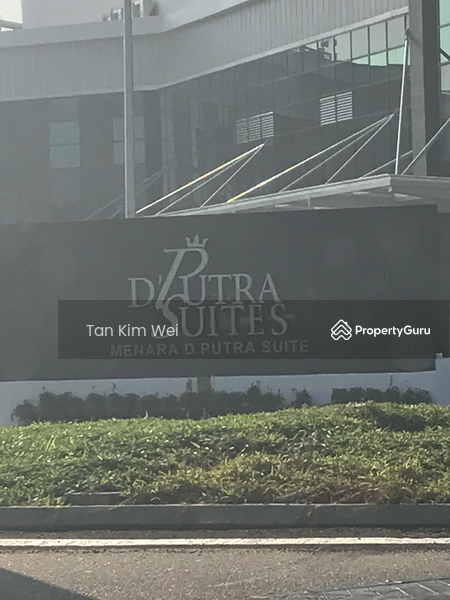 D'PUTRA
SUITES
Tan Kim Wei
PropertyGuru
MENARA D'PUTRA SUITE